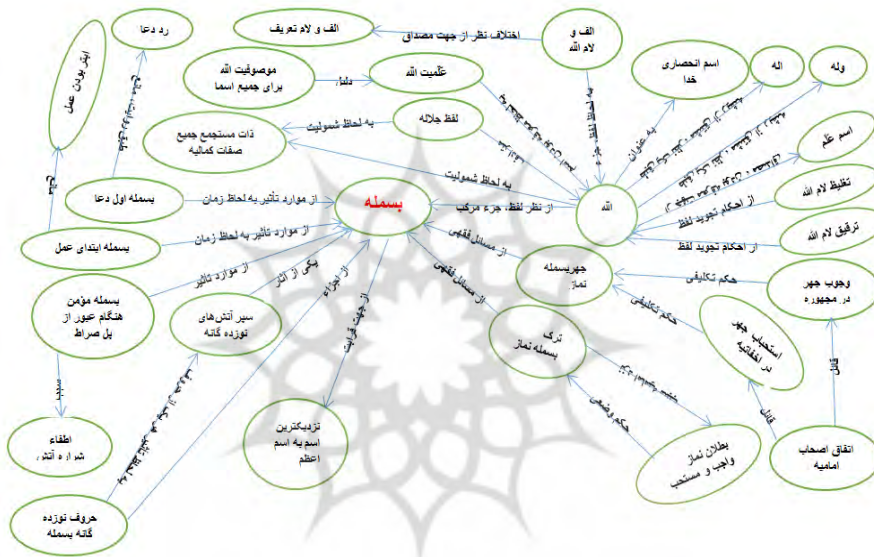 رد دعا
ابتر بودن عمل
الف و لام تعریف
اختلاف نظر از جهت مصداق
الف و
لام الله
موصوفیت الله
برای جمیع اسما
دلیل
عَلَمیت الله
اسم انحصاری
خدا
اله
وله
لفظ جلاله
به لحاظ شمولیت
ذات مستجمع جمیع
صفات کمالیه
به لحاظ شمولیت
به عنوان
اسم عَلَم
تغلیظ لام الله
ترقیق لام الله
از احکام تجوید لفظ
از احکام تجوید لفظ
الله
از نظر لفظ، جزء مرکب
بسمله
بسمله اول دعا
از موارد تأثیر به لحاظ زمان
بسمله ابتدای عمل
از موارد تأثیر به لحاظ زمان
بسمله مؤمن
هنگام عبور از
پل صراط
از موارد تأثیر
سپر آتش‌های
نوزده گانه
یکی از آثار
از اجزاء
از جهت قرابت
از مسائل فقهی
از مسائل فقهی
جهربسمله
نماز
حکم تکلیفی
وجوب جهر
در مجهوره
حکم تکلیفی
استحباب جهر
در اخفاتیه
ترک
بسمله نماز
حکم وضعی
بطلان نماز
واجب و مستحب
قائل
قائل
اتفاق اصحاب
امامیه
نزدیکترین
اسم به اسم
اعظم
سبب
اطفاء
شراره آتش
حروف نوزده
گانه بسمله